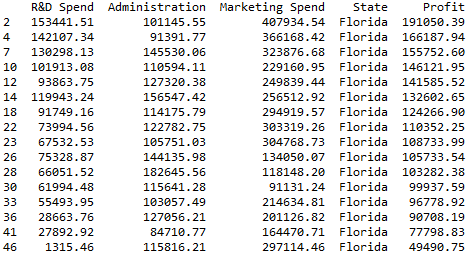 R&D Spend Administration Marketing Spend State Profit
2 153441.51 101145.55 407934.54 Florida 191050.39
4 142107.34 91391.77 366168.42 Florida 166187.94
7 130298.13 145530.06 323876.68 Florida 155752.60
10 101913.08 110594.11 229160.95 Florida 146121.95
12 93863.75 127320.38 249839.44 Florida 141585.52
14 119943.24 156547.42 256512.92 Florida 132602.65
18 91749.16 114175.79 294919.57 Florida 124266.90
22 73994.56 122782.75 303319.26 Florida 110352.25
23 67532.53 105751.03 304768.73 Florida 108733.99
26 75328.87 144135.98 134050.07 Florida 105733.54
28 66051.52 182645.56 118148.20 Florida 103282.38
30 61994.48 115641.28 91131.24 Florida 99937.59
33 55493.95 103057.49 214634.81 Florida 96778.92
36 28663.76 127056.21 201126.82 Florida 90708.19
41 27892.92 84710.77 164470.71 Florida 77798.83
46 1315.46 115816.21 297114.46 Florida 49490.75